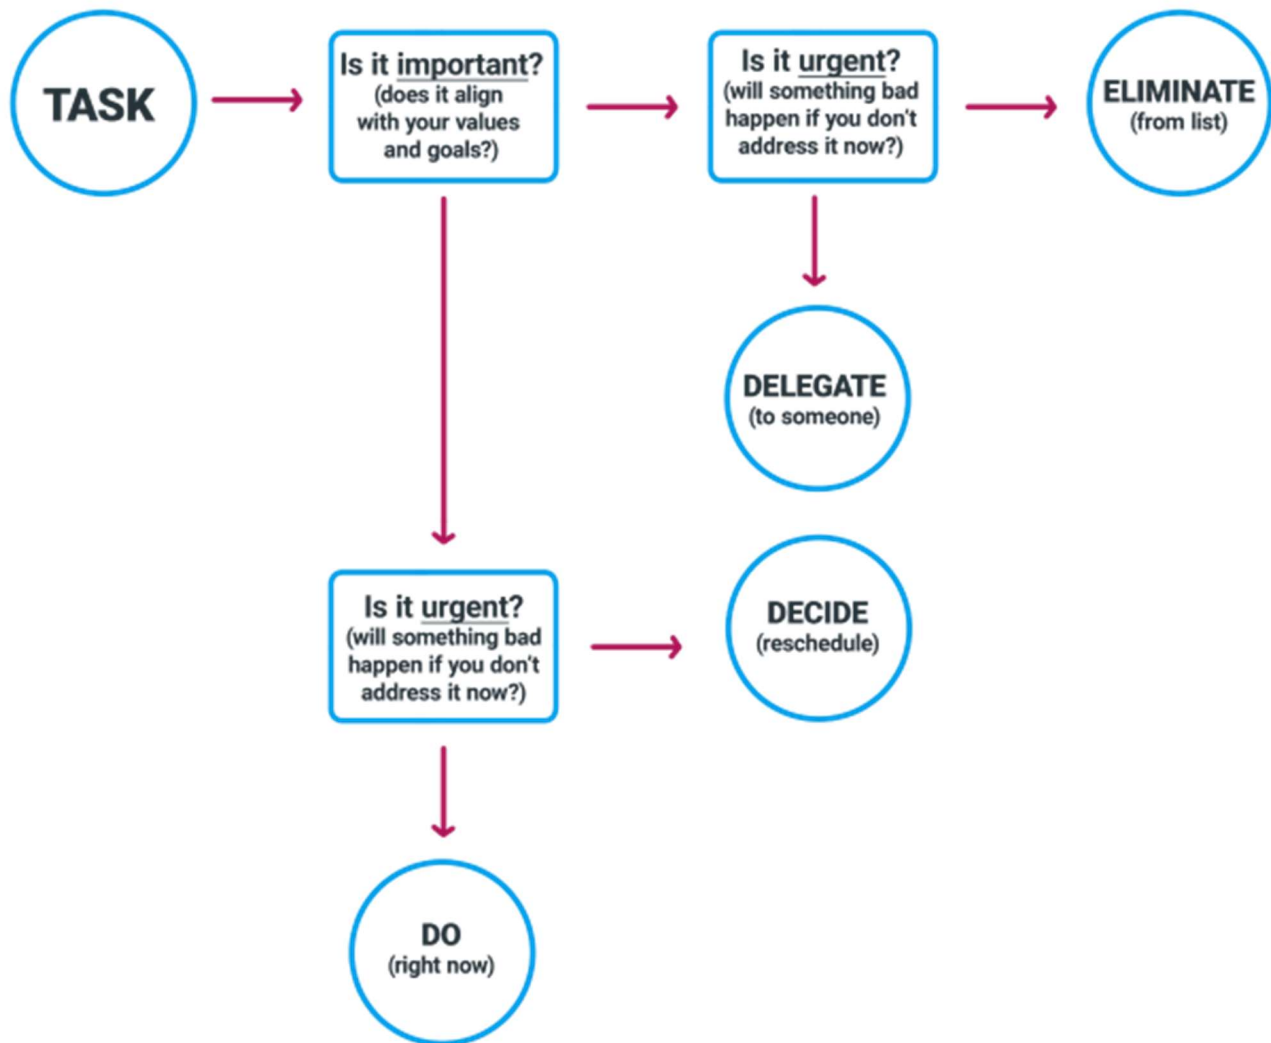 TASK
Is it important?
(does it align
with your values
and goals?)
Is it urgent?
(will something bad
happen if you don't
address it now?)
ELIMINATE
(from list)
DELEGATE
(to someone)
Is it urgent?
(will something bad
happen if you don't
address it now?)
DECIDE
(reschedule)
DO
(right now)